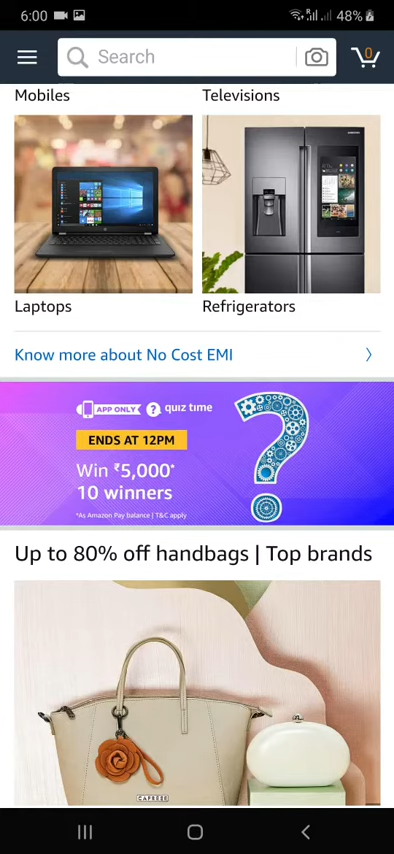 6:00 48%
Search 0
Mobiles Televisions
SAMSUNG
Laptops Refrigerators
Know more about No Cost EMI
APP ONLY quiz time
ENDS AT 12PM
Win ₹5,000*
10 winners
*As Amazon Pay balance | T&C apply
Up to 80% off handbags | Top brands
CAPRESE